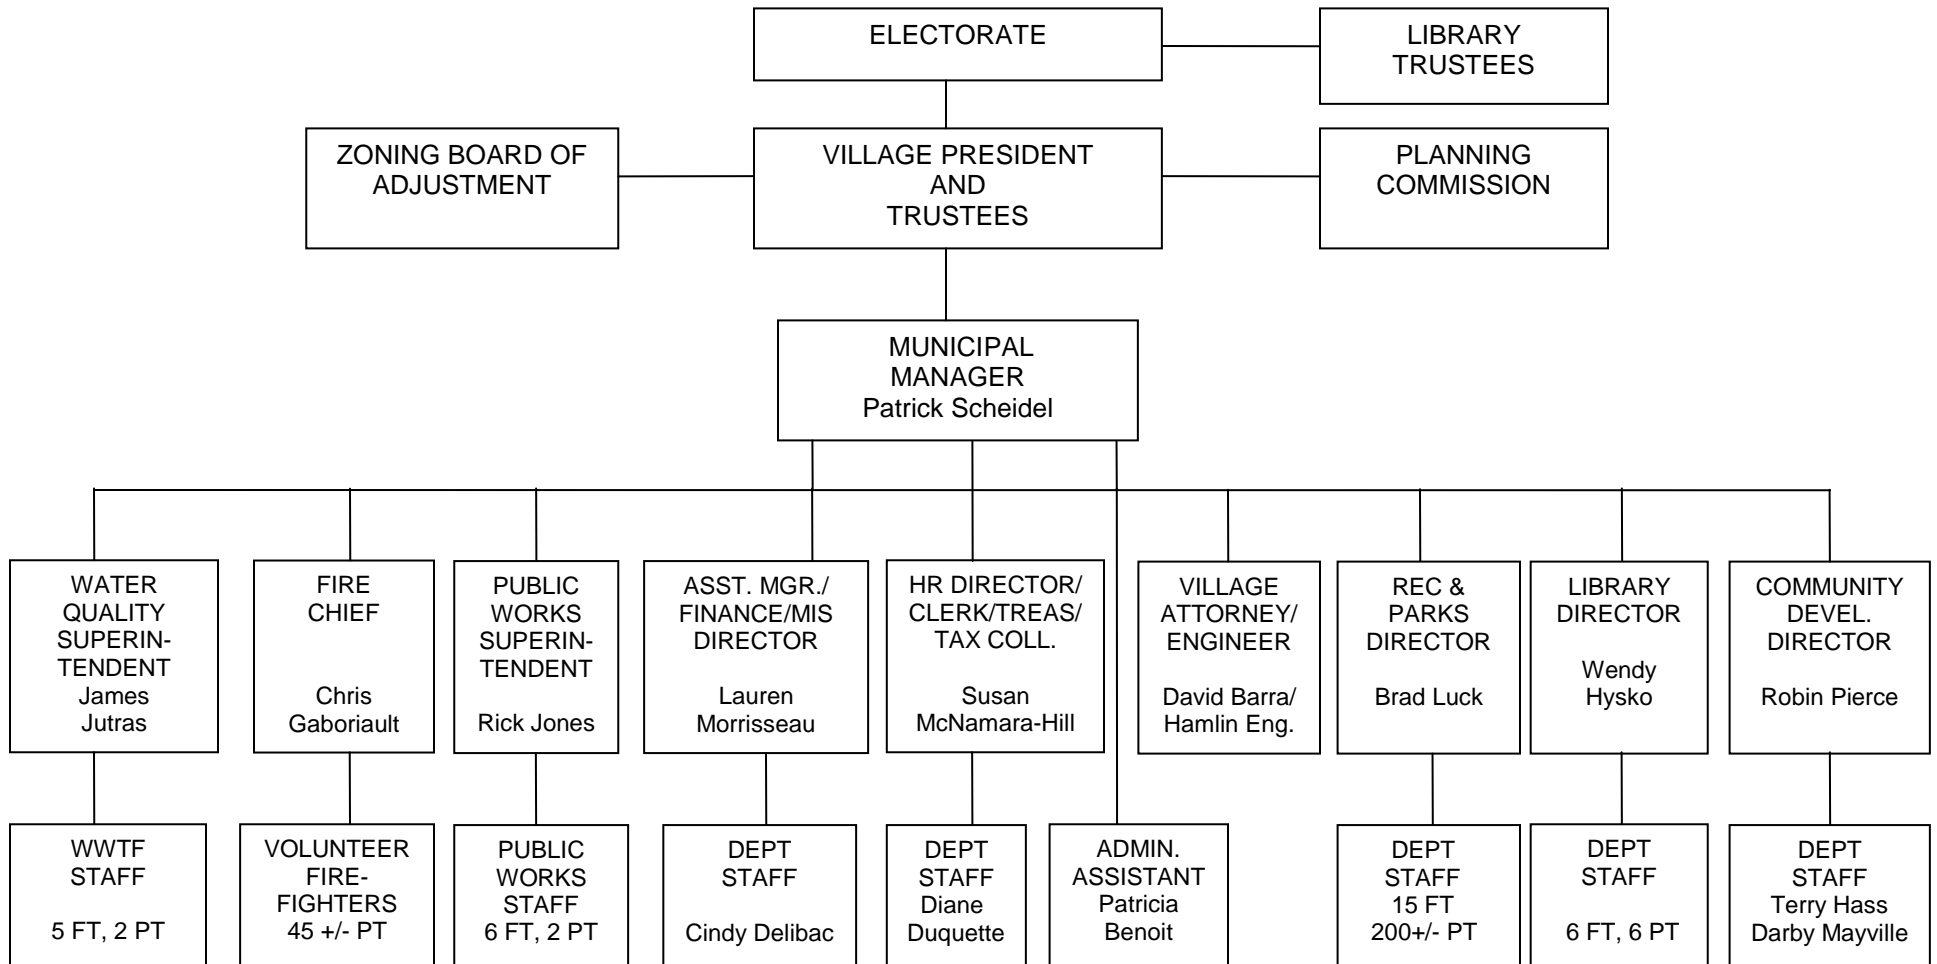 ELECTORATE
LIBRARY
TRUSTEES
ZONING BOARD OF
ADJUSTMENT
VILLAGE PRESIDENT
AND
TRUSTEES
PLANNING
COMMISSION
MUNICIPAL
MANAGER
Patrick Scheidel
WATER
QUALITY
SUPERIN-
TENDENT
James
Jutras
FIRE
CHIEF
Chris
Gaboriault
PUBLIC
WORKS
SUPERIN-
TENDENT
Rick Jones
ASST. MGR./
FINANCE/MIS
DIRECTOR
Lauren
Morrisseau
HR DIRECTOR/
CLERK/TREAS/
TAX COLL.
Susan
McNamara-Hill
VILLAGE
ATTORNEY/
ENGINEER
David Barra/
Hamlin Eng.
REC &
PARKS
DIRECTOR
Brad Luck
LIBRARY
DIRECTOR
Wendy
Hysko
COMMUNITY
DEVEL.
DIRECTOR
Robin Pierce
WWTF
STAFF
5 FT, 2 PT
VOLUNTEER
FIRE-
FIGHTERS
45 +/- PT
PUBLIC
WORKS
STAFF
6 FT, 2 PT
DEPT
STAFF
Cindy Delibac
DEPT
STAFF
Diane
Duquette
ADMIN.
ASSISTANT
Patricia
Benoit
DEPT
STAFF
15 FT
200+/- PT
DEPT
STAFF
6 FT, 6 PT
DEPT
STAFF
Terry Hass
Darby Mayville